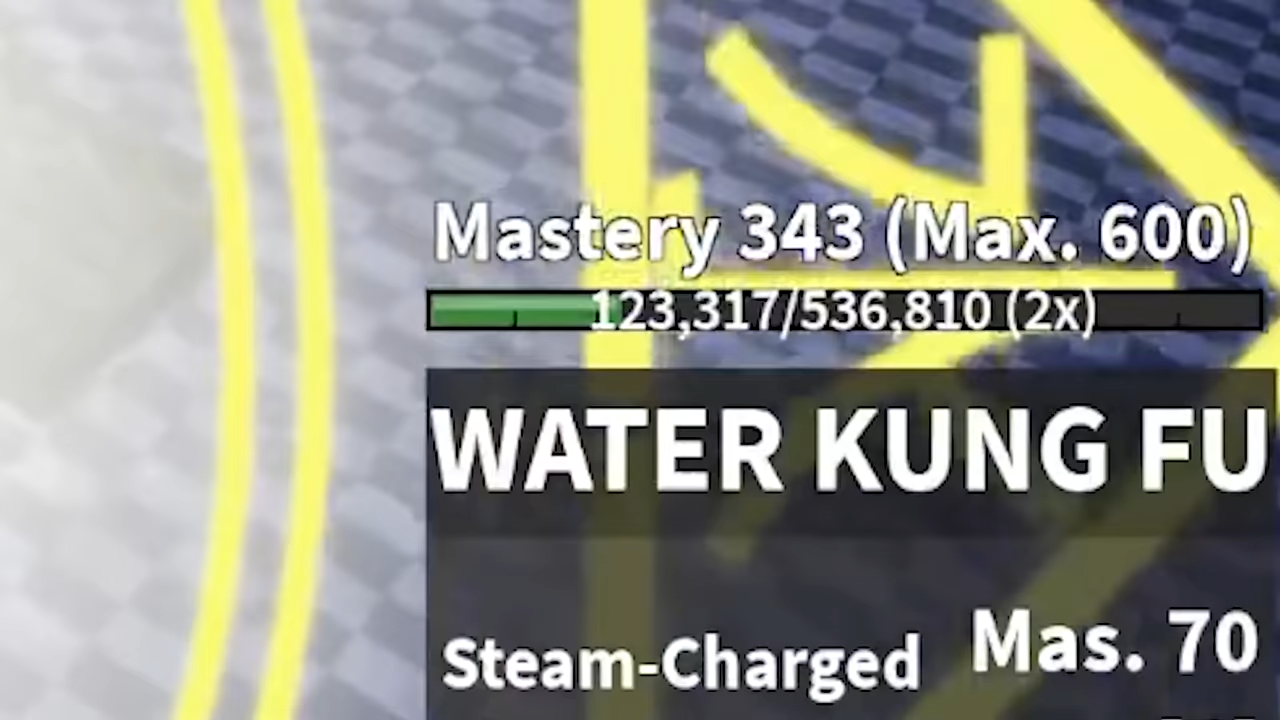 Mastery 343 (Max. 600)
123,317/536,810 (2x)
WATER KUNG FU
Steam-Charged
Mas. 70